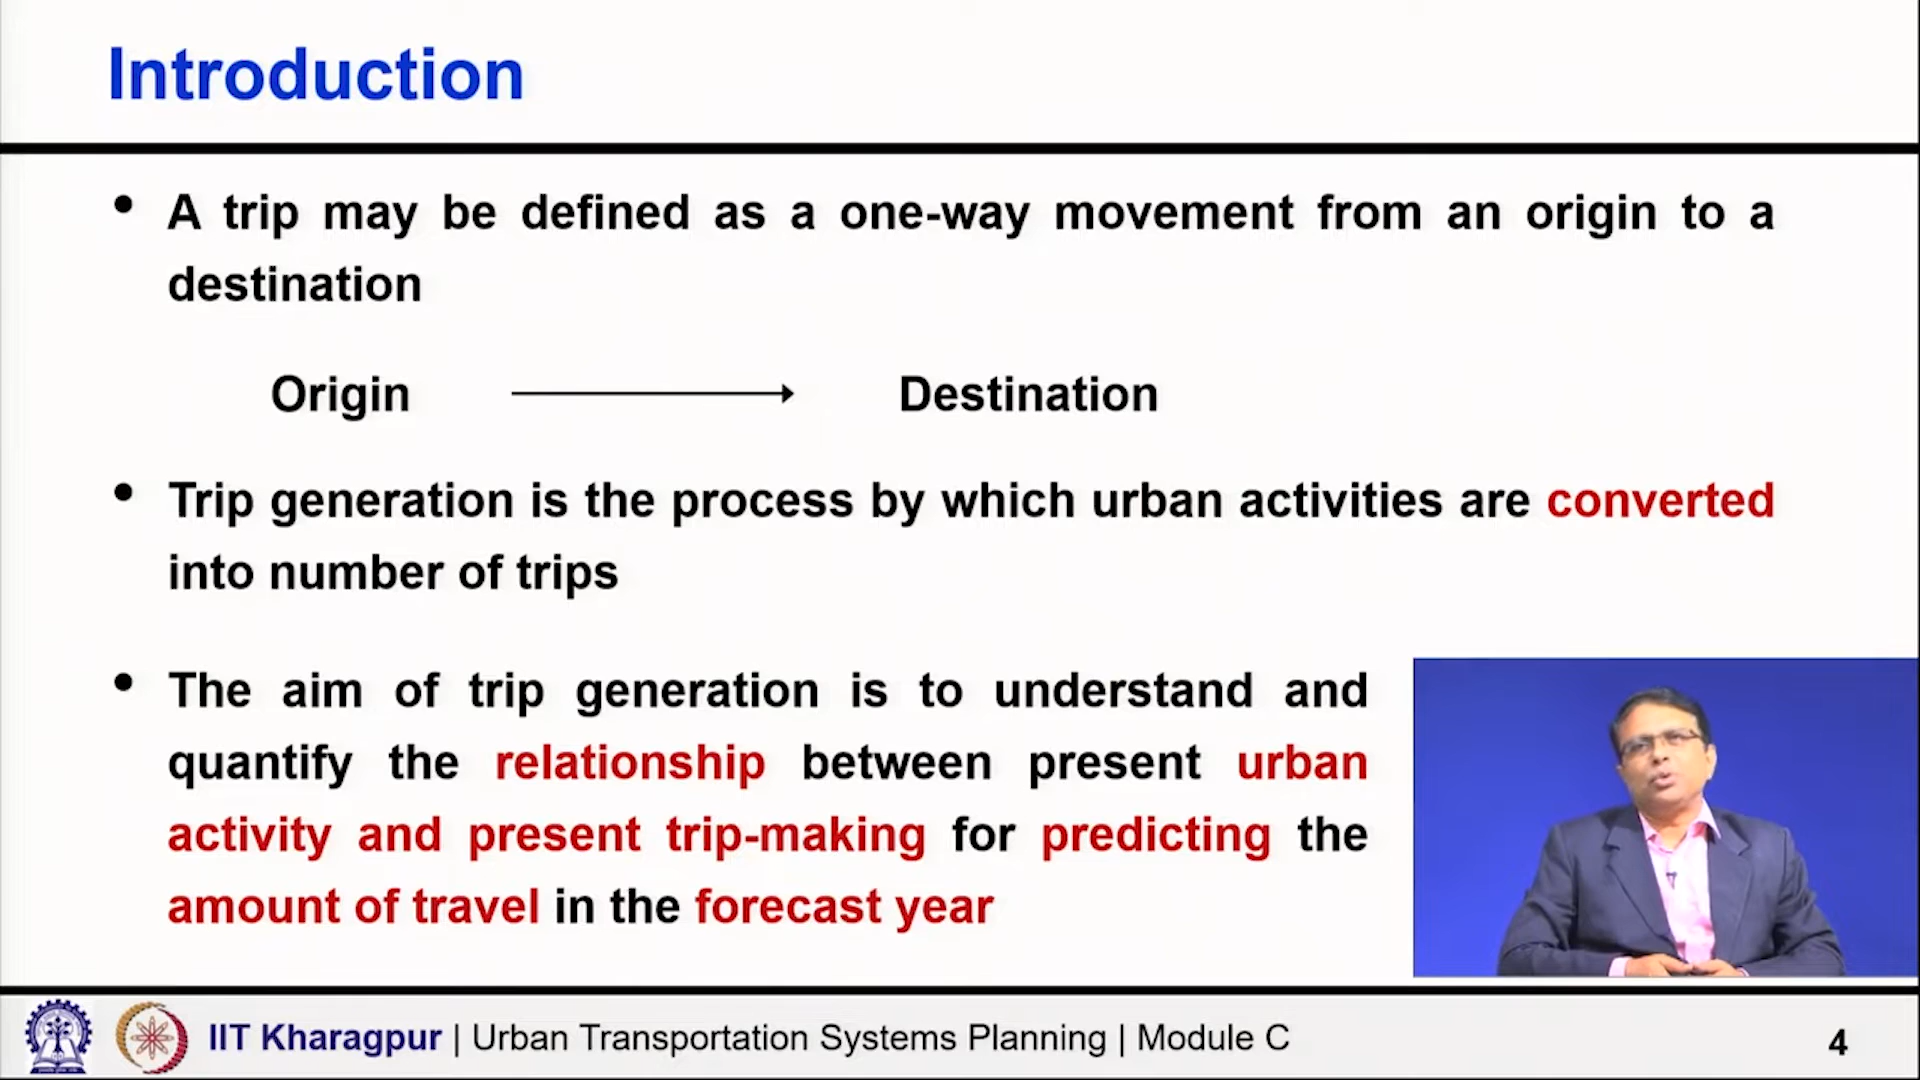 Introduction
• A trip may be defined as a one-way movement from an origin to a
destination
Origin → Destination
• Trip generation is the process by which urban activities are converted
into number of trips
• The aim of trip generation is to understand and
quantify the relationship between present urban
activity and present trip-making for predicting the
amount of travel in the forecast year
IIT Kharagpur | Urban Transportation Systems Planning | Module C
4